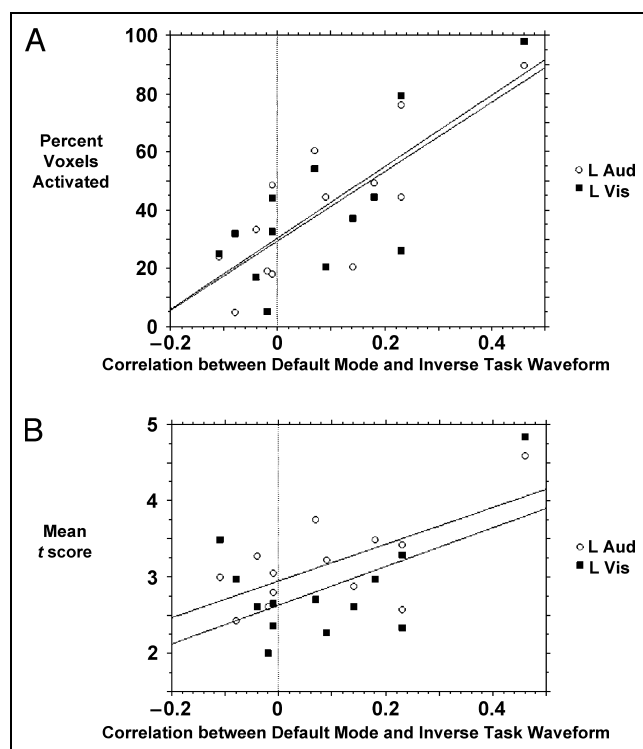 A
100
80
60
40
20
0
Percent
Voxels
Activated
L Aud
L Vis
−0.2 0 0.2 0.4
Correlation between Default Mode and Inverse Task Waveform
B
5
4
3
2
Mean
t score
L Aud
L Vis
−0.2 0 0.2 0.4
Correlation between Default Mode and Inverse Task Waveform